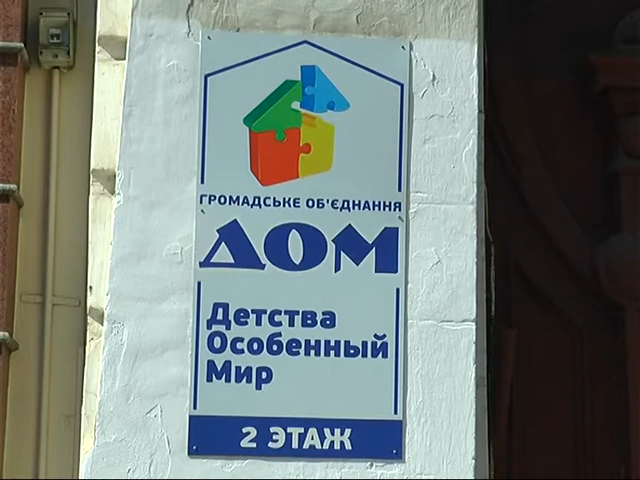 ГРОМАДСЬКЕ ОБ'ЄДНАННЯ
ДОМ
Детства
Особенный
Мир
2 ЭТАЖ